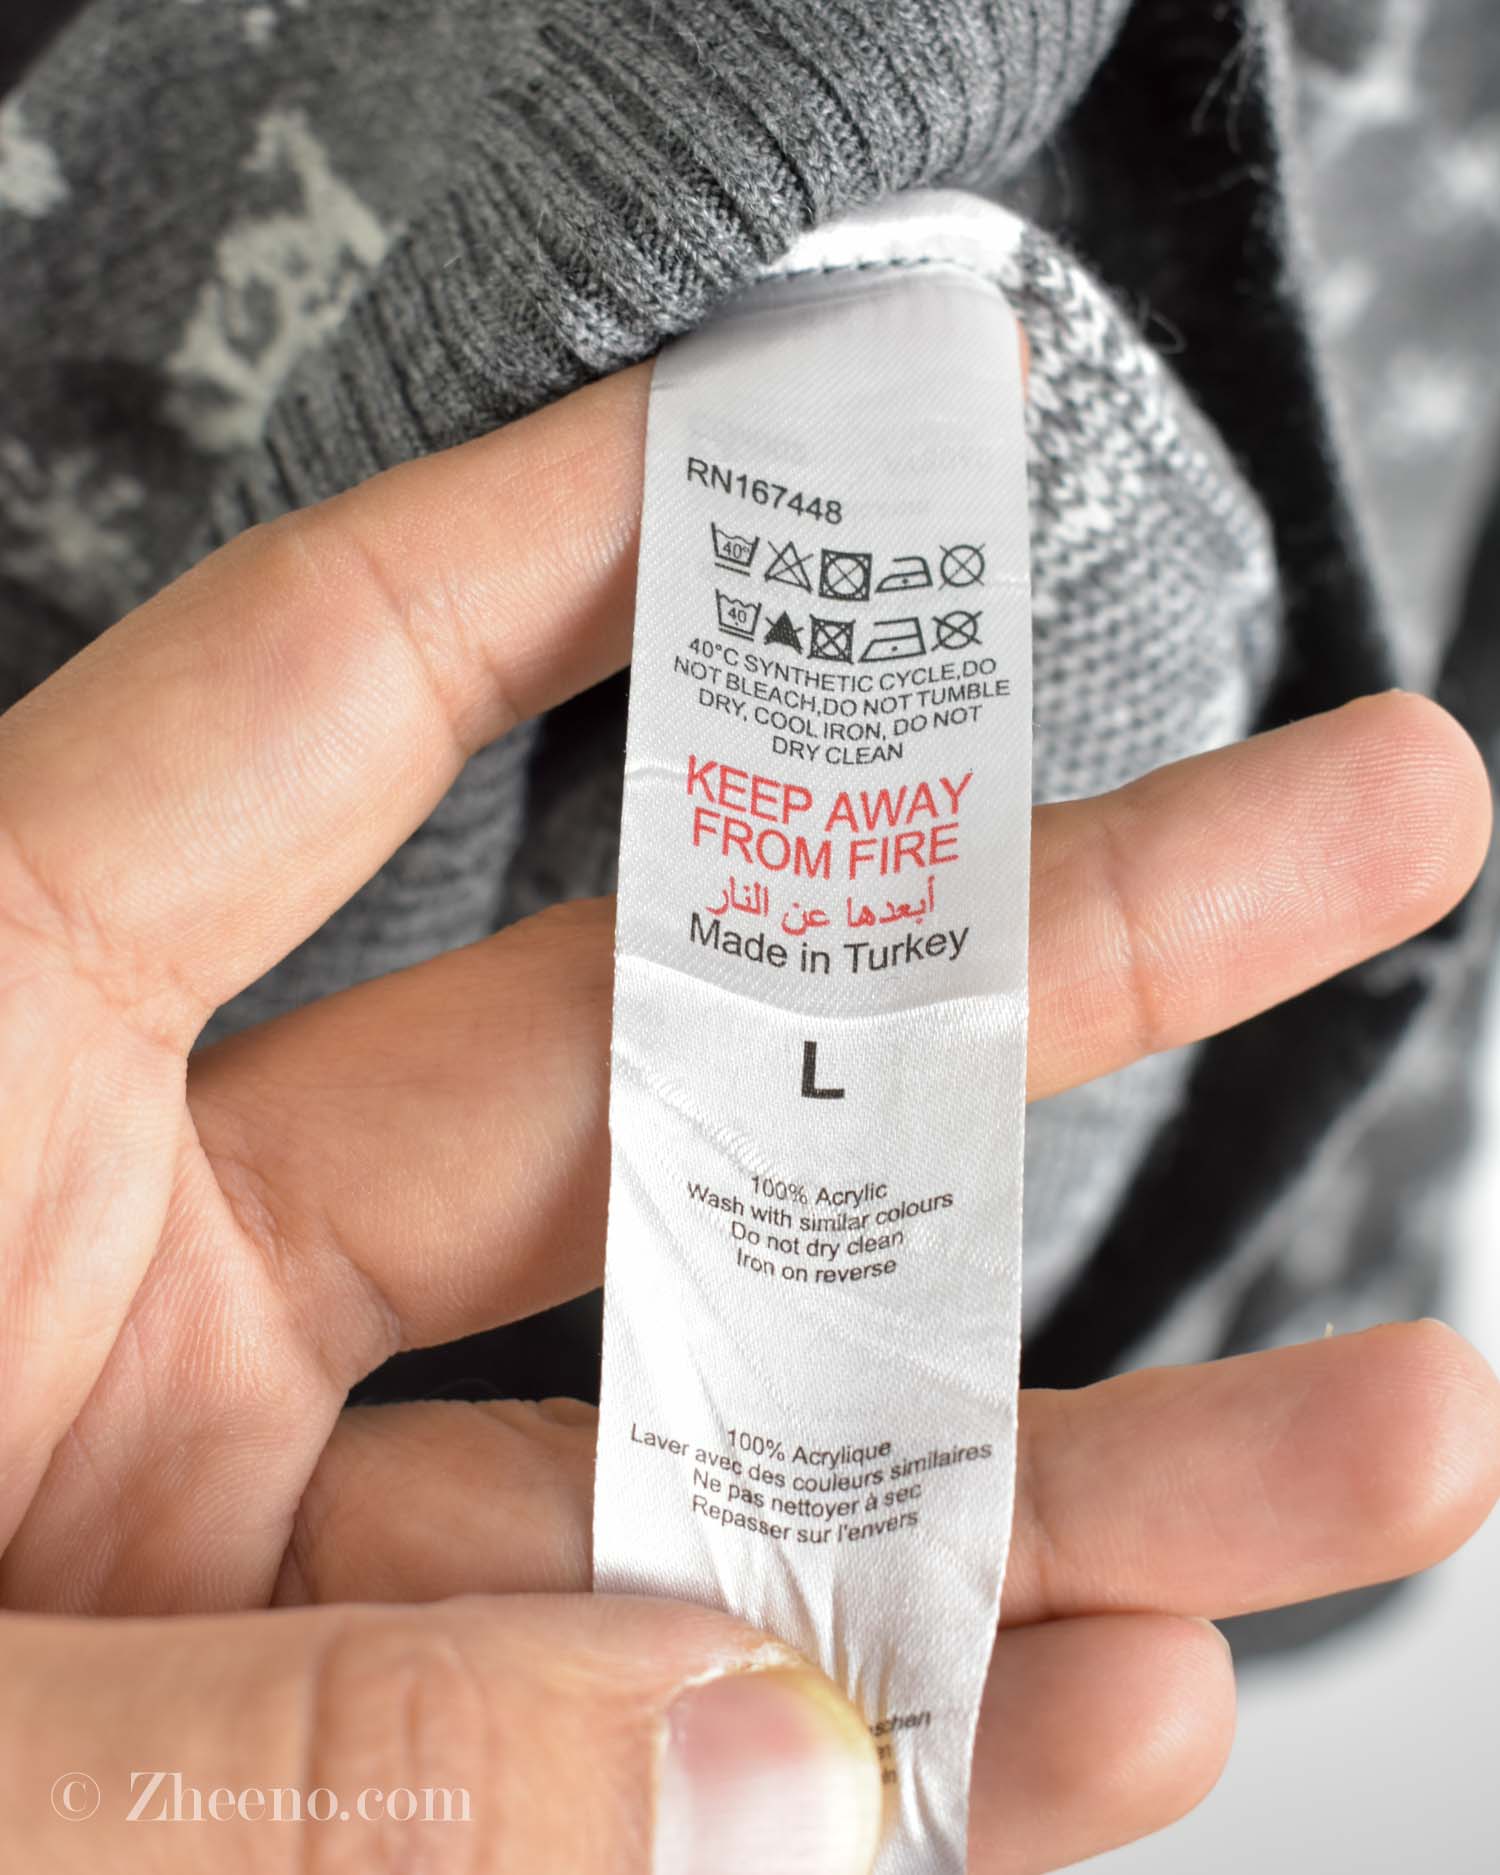 RN167448
40°
40
40°C SYNTHETIC CYCLE,DO
NOT BLEACH,DO NOT TUMBLE
DRY, COOL IRON, DO NOT
DRY CLEAN
KEEP AWAY
FROM FIRE
أبعدها عن النار
Made in Turkey
L
100% Acrylic
Wash with similar colours
Do not dry clean
Iron on reverse
100% Acrylique
Laver avec des couleurs similaires
Ne pas nettoyer à sec
Repasser sur l'envers
© Zheeno.com